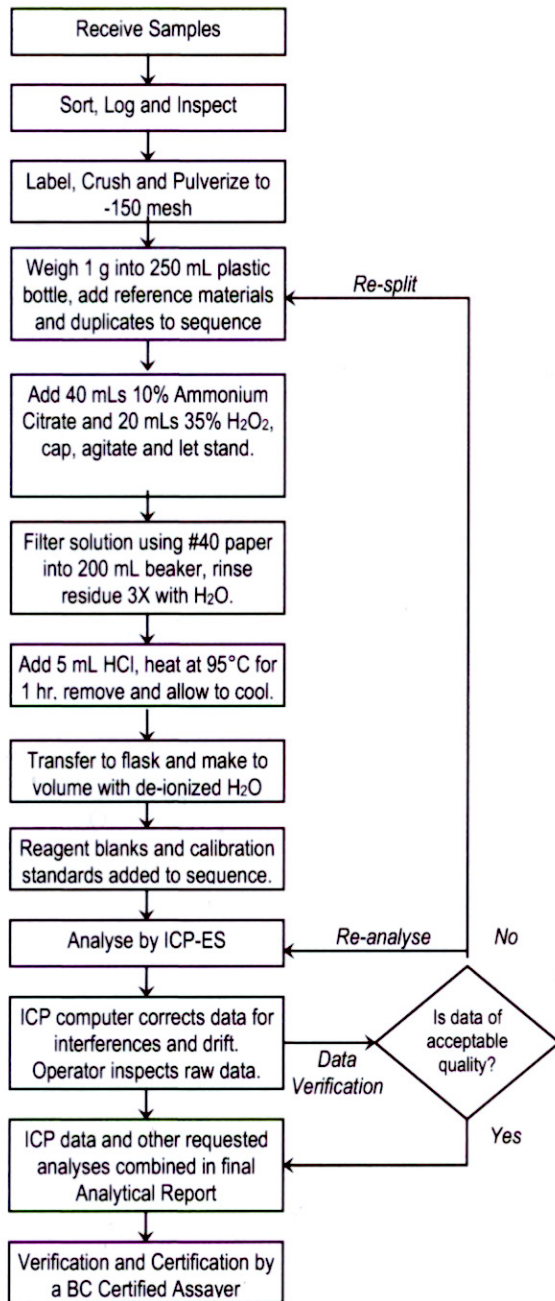 Receive Samples
Sort, Log and Inspect
Label, Crush and Pulverize to
-150 mesh
Weigh 1 g into 250 mL plastic
bottle, add reference materials
and duplicates to sequence
Re-split
Add 40 mLs 10% Ammonium
Citrate and 20 mLs 35% H₂O₂,
cap, agitate and let stand.
Filter solution using #40 paper
into 200 mL beaker, rinse
residue 3X with H₂O.
Add 5 mL HCl, heat at 95°C for
1 hr, remove and allow to cool.
Transfer to flask and make to
volume with de-ionized H₂O
Reagent blanks and calibration
standards added to sequence.
Analyse by ICP-ES
Re-analyse
No
ICP computer corrects data for
interferences and drift.
Operator inspects raw data.
Data
Verification
Is data of
acceptable
quality?
Yes
ICP data and other requested
analyses combined in final
Analytical Report
Verification and Certification by
a BC Certified Assayer